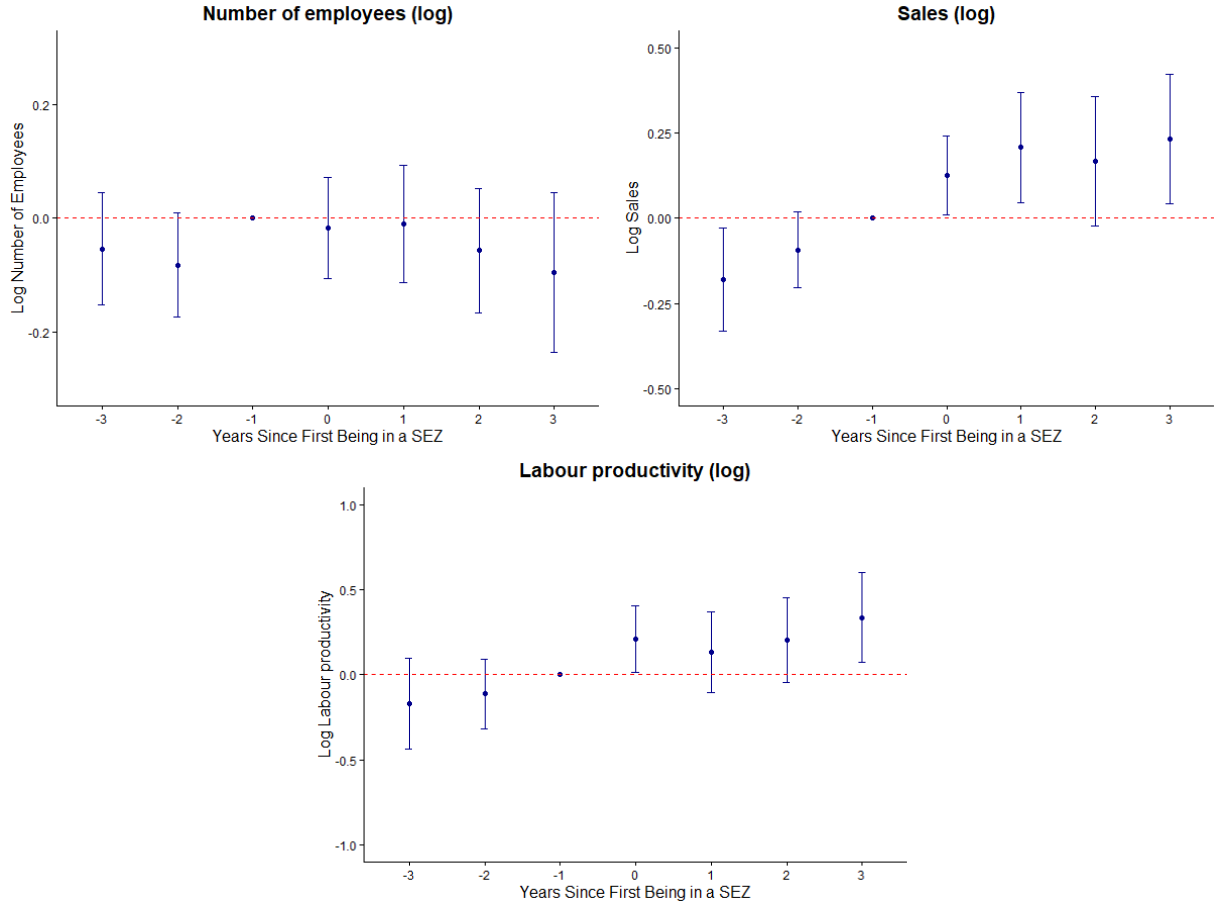 Number of employees (log)
Log Number of Employees
0.2
0.0
-0.2
-3 -2 -1 0 1 2 3
Years Since First Being in a SEZ
Sales (log)
Log Sales
0.50
0.25
0.00
-0.25
-0.50
-3 -2 -1 0 1 2 3
Years Since First Being in a SEZ
Labour productivity (log)
Log Labour productivity
1.0
0.5
0.0
-0.5
-1.0
-3 -2 -1 0 1 2 3
Years Since First Being in a SEZ